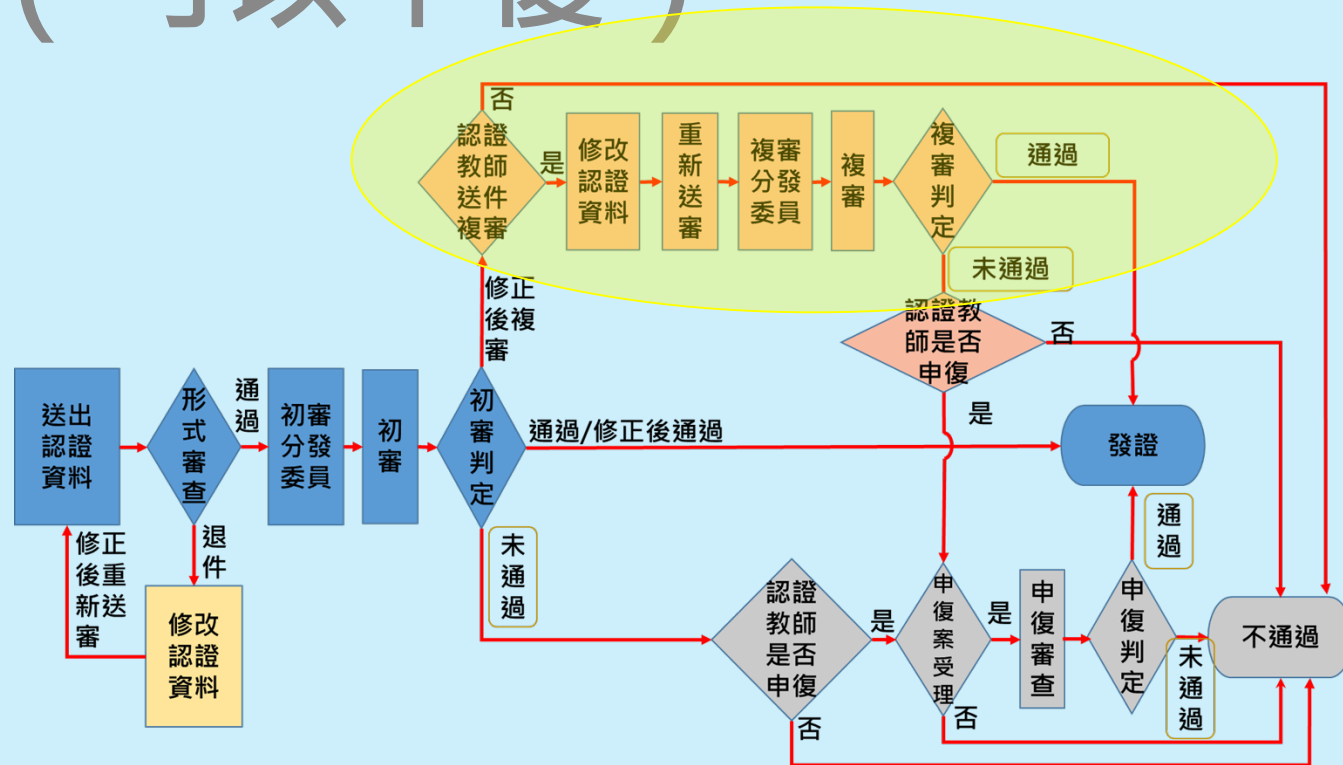 (可以申復)
否
認證
教師
送件
複審
是
修改
認證
資料
重
新
送
審
複審
分發
委員
複
審
複
審
判
定
通過
未通過
修正
後複
審
認證教
師是否
申復
否
是
送出
認證
資料
形
式
審
查
通
過
初審
分發
委員
初
審
初
審
判
定
通過/修正後通過
發證
退
件
修正
後重
新送
審
修改
認證
資料
未
通
過
認證
教師
是否
申復
是
否
申
復
案
受
理
是
否
申
復
審
查
申
復
判
定
通
過
未
通
過
不通過